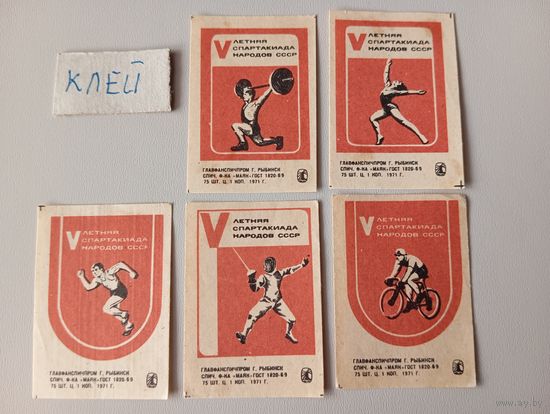 КЛЕЙ
V ЛЕТНЯЯ
СПАРТАКИАДА
НАРОДОВ СССР
ГЛАВФАНСПИЧПРОМ Г. РЫБИНСК
СПИЧ. Ф-КА «МАЯК» ГОСТ 1820-69
75 ШТ. Ц. 1 КОП. 1971 Г.
V ЛЕТНЯЯ
СПАРТАКИАДА
НАРОДОВ СССР
ГЛАВФАНСПИЧПРОМ Г. РЫБИНСК
СПИЧ. Ф-КА «МАЯК» ГОСТ 1820-69
75 ШТ. Ц. 1 КОП. 1971 Г.
V ЛЕТНЯЯ
СПАРТАКИАДА
НАРОДОВ СССР
ГЛАВФАНСПИЧПРОМ Г. РЫБИНСК
СПИЧ. Ф-КА «МАЯК» ГОСТ 1820-69
75 ШТ. Ц. 1 КОП. 1971 Г.
V ЛЕТНЯЯ
СПАРТАКИАДА
НАРОДОВ СССР
ГЛАВФАНСПИЧПРОМ Г. РЫБИНСК
СПИЧ. Ф-КА «МАЯК» ГОСТ 1820-69
75 ШТ. Ц. 1 КОП. 1971 Г.
V ЛЕТНЯЯ
СПАРТАКИАДА
НАРОДОВ СССР
ГЛАВФАНСПИЧПРОМ Г. РЫБИНСК
СПИЧ. Ф-КА «МАЯК» ГОСТ 1820-69
75 ШТ. Ц. 1 КОП. 1971 Г.
ay.by